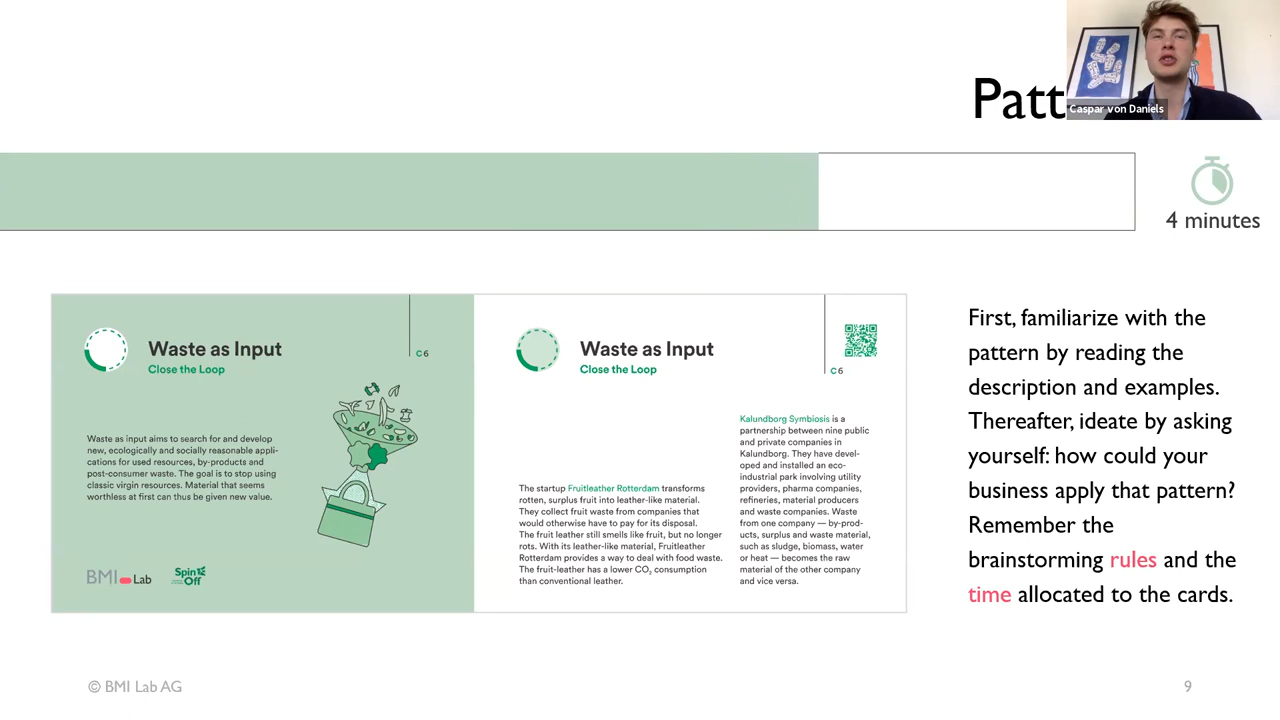 Patt
Caspar von Daniels
4 minutes
Waste as Input
Close the Loop
C6
Waste as input aims to search for and develop
new, ecologically and socially reasonable appli-
cations for used resources, by-products and
post-consumer waste. The goal is to stop using
classic virgin resources. Material that seems
worthless at first can thus be given new value.
BMI Lab
Spin
Off
Waste as Input
Close the Loop
C6
The startup Fruitleather Rotterdam transforms
rotten, surplus fruit into leather-like material.
They collect fruit waste from companies that
would otherwise have to pay for its disposal.
The fruit leather still smells like fruit, but no longer
rots. With its leather-like material, Fruitleather
Rotterdam provides a way to deal with food waste.
The fruit-leather has a lower CO₂ consumption
than conventional leather.
Kalundborg Symbiosis is a
partnership between nine public
and private companies in
Kalundborg. They have devel-
oped and installed an eco-
industrial park involving utility
providers, pharma companies,
refineries, material producers
and waste companies. Waste
from one company — by-prod-
ucts, surplus and waste material,
such as sludge, biomass, water
or heat — becomes the raw
material of the other company
and vice versa.
First, familiarize with the
pattern by reading the
description and examples.
Thereafter, ideate by asking
yourself: how could your
business apply that pattern?
Remember the
brainstorming rules and the
time allocated to the cards.
© BMI Lab AG
9